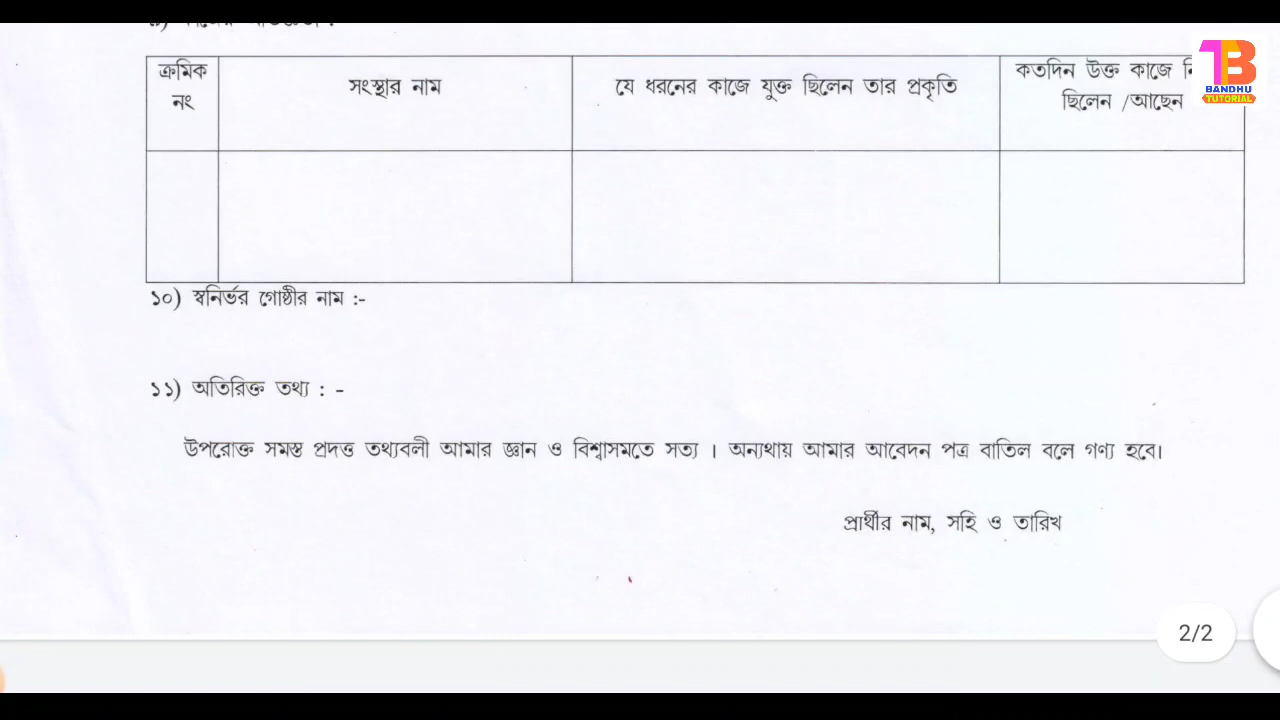 ক্রমিক
নং
সংস্থার নাম
যে ধরনের কাজে যুক্ত ছিলেন তার প্রকৃতি
কতদিন উক্ত কাজে
ছিলেন /আছেন
১০) স্বনির্ভর গোষ্ঠীর নাম :-
১১) অতিরিক্ত তথ্য : -
উপরোক্ত সমস্ত প্রদত্ত তথ্যবলী আমার জ্ঞান ও বিশ্বাসমতে সত্য । অন্যথায় আমার আবেদন পত্র বাতিল বলে গণ্য হবে।
প্রার্থীর নাম, সহি ও তারিখ
2/2
TB
BANDHU
TUTORIAL